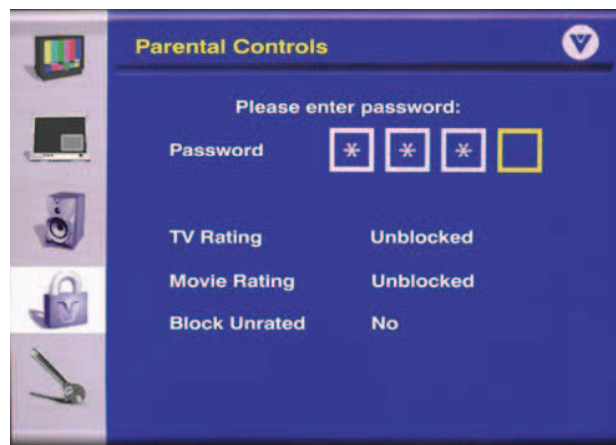 Parental Controls
Please enter password:
Password * * *
TV Rating Unblocked
Movie Rating Unblocked
Block Unrated No